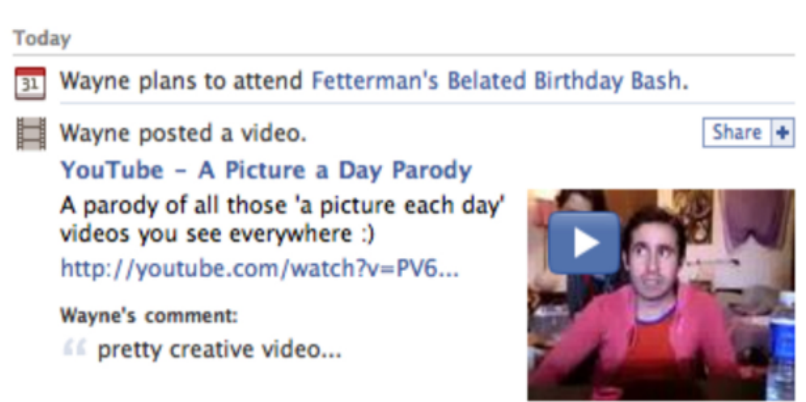 Today
31 Wayne plans to attend Fetterman's Belated Birthday Bash.
Wayne posted a video.
Share +
YouTube – A Picture a Day Parody
A parody of all those 'a picture each day'
videos you see everywhere :)
http://youtube.com/watch?v=PV6...
Wayne's comment:
“ pretty creative video...